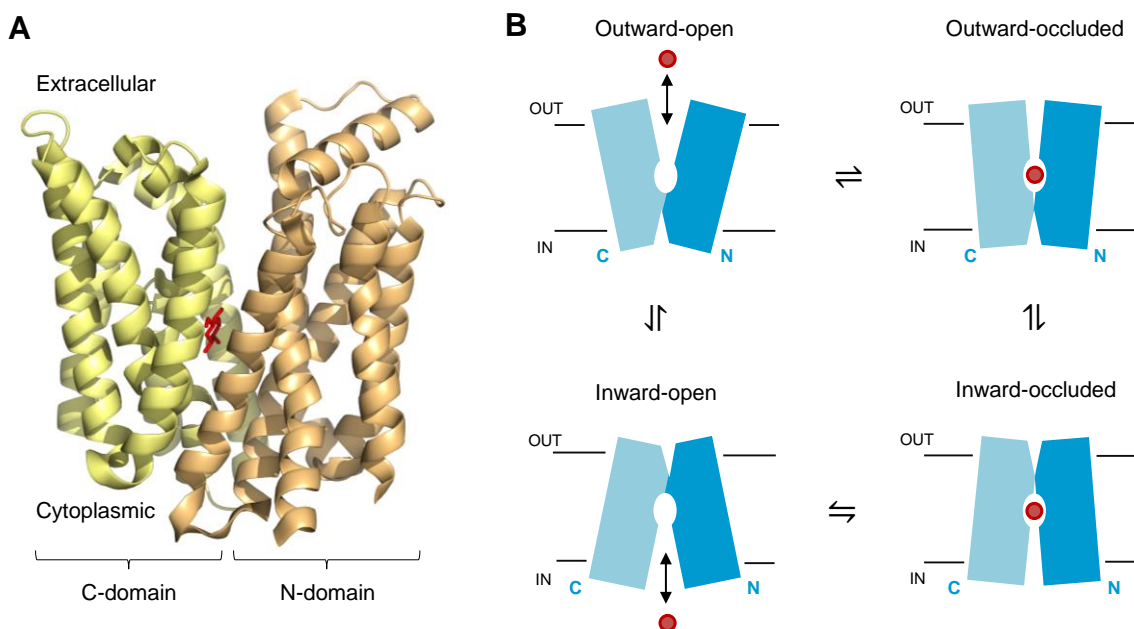 A
Extracellular
Cytoplasmic
C-domain
N-domain
B
Outward-open
OUT
IN
C
N
⇌
Outward-occluded
OUT
IN
C
N
⇌
⇌
Inward-open
OUT
IN
C
N
⇌
Inward-occluded
OUT
IN
C
N